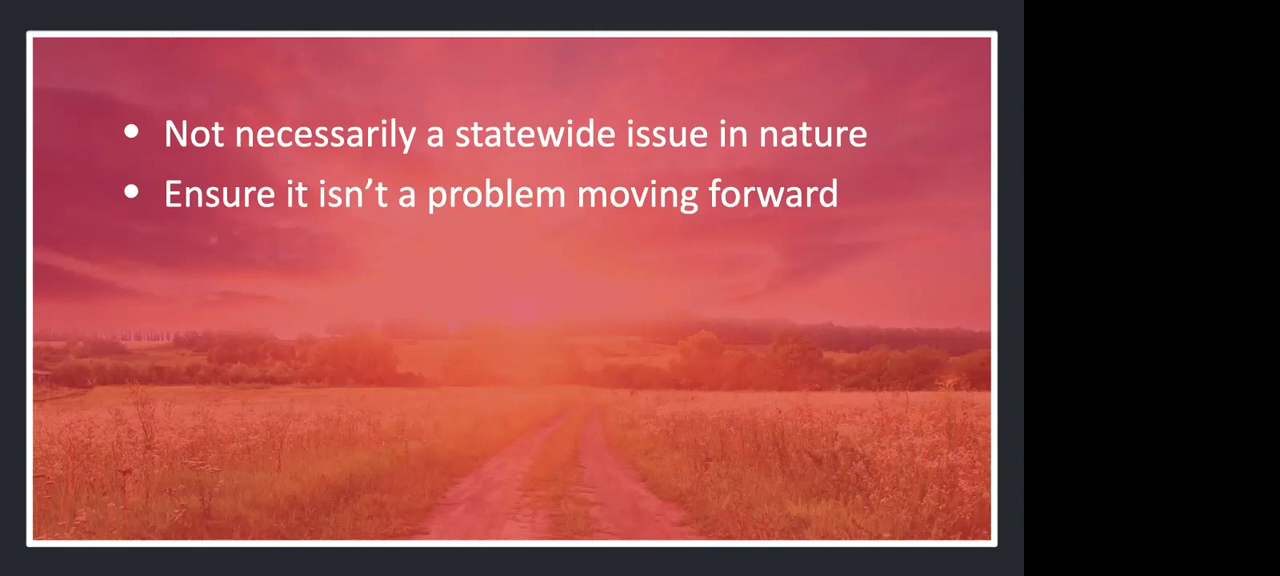 • Not necessarily a statewide issue in nature
• Ensure it isn’t a problem moving forward